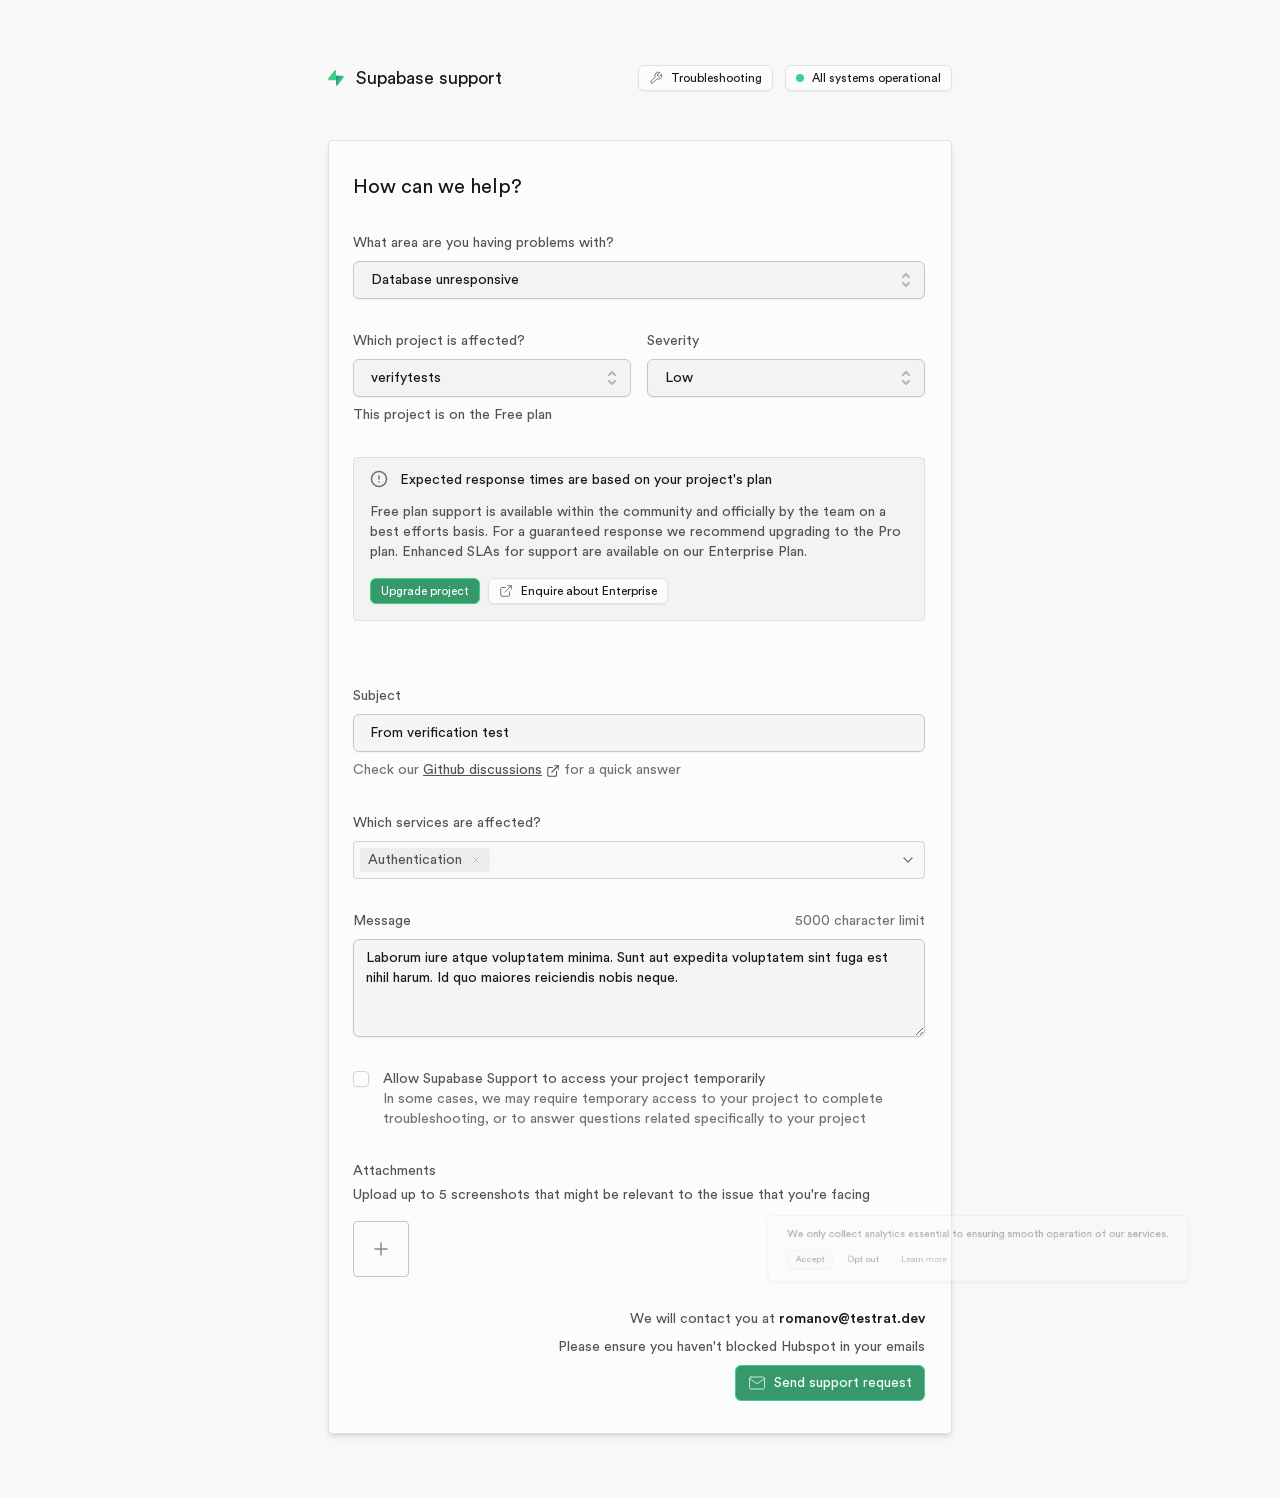 Supabase support
Troubleshooting
All systems operational
How can we help?
What area are you having problems with?
Database unresponsive
Which project is affected?
Severity
verifytests
Low
This project is on the Free plan
Expected response times are based on your project's plan
Free plan support is available within the community and officially by the team on a
best efforts basis. For a guaranteed response we recommend upgrading to the Pro
plan. Enhanced SLAs for support are available on our Enterprise Plan.
Upgrade project
Enquire about Enterprise
Subject
From verification test
Check our Github discussions for a quick answer
Which services are affected?
Authentication
Message
5000 character limit
Laborum iure atque voluptatem minima. Sunt aut expedita voluptatem sint fuga est
nihil harum. Id quo maiores reiciendis nobis neque.
Allow Supabase Support to access your project temporarily
In some cases, we may require temporary access to your project to complete
troubleshooting, or to answer questions related specifically to your project
Attachments
Upload up to 5 screenshots that might be relevant to the issue that you're facing
We only collect analytics essential to ensuring smooth operation of our services.
Accept
Opt out
Learn more
We will contact you at romanov@testrat.dev
Please ensure you haven't blocked Hubspot in your emails
Send support request